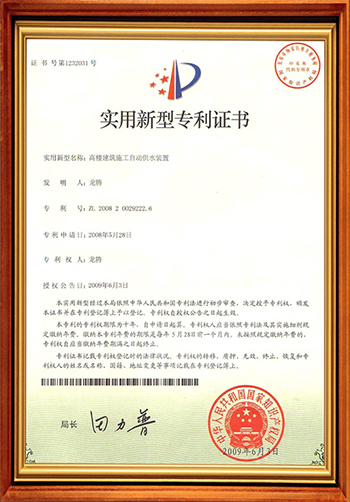 证 书 号第1232031号
实用新型专利证书
实用新型名称：高楼建筑施工自动供水装置
发 明 人：龙腾
专 利 号：ZL 2008 2 0029222.6
专利申请日：2008年5月28日
专 利 权 人：龙腾
授权公告日：2009年6月3日
本实用新型经过本局依照中华人民共和国专利法进行初步审查，决定授予专利权，颁发
本证书并在专利登记簿上予以登记。专利权自授权公告之日起生效。
本专利的专利权期限为十年，自申请日起算。专利权人应当依照专利法及其实施细则规
定缴纳年费。缴纳本专利年费的期限是每年5月28日前一个月内。未按照规定缴纳年费的，
专利权自应当缴纳年费期满之日起终止。
专利证书记载专利权登记时的法律状况。专利权的转移、质押、无效、终止、恢复和专
利权人的姓名或名称、国籍、地址变更等事项记载在专利登记簿上。
局长 田力普
中华人民共和国国家知识产权局
2009年6月3日